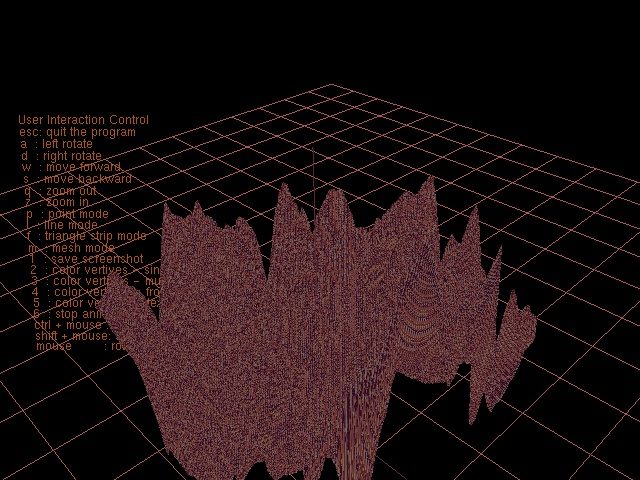 User Interaction Control
esc: quit the program
a : left rotate
d : right rotate
w : move forward
s : move backward
q : zoom out
z : zoom in
p : point mode
l : line mode
t : triangle strip mode
m : mesh mode
1 : save screenshot
2 : color vertives - sin
3 : color vertives - mu
4 : color
5 : color
6 : stop
ctrl + mouse
shift + mouse:
mouse :